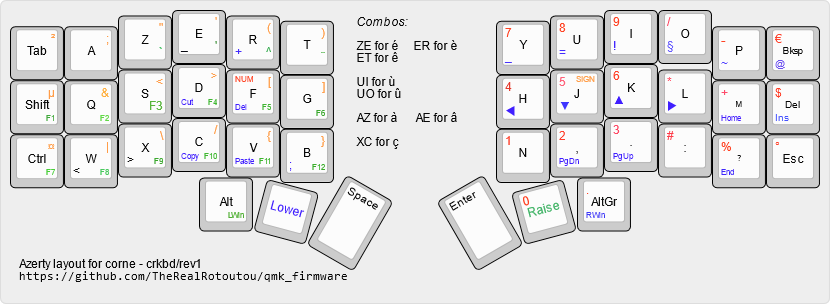 Combos:
ZE for é ER for è
ET for ê
UI for ù
UO for û
AZ for à AE for â
XC for ç
Tab ²
A ;
Z " `
E _ '
R ( + ^
T ( -
Y 7 _
U 8 =
I 9 !
O / §
P - ~
Bksp € @
Shift µ F1
Q & F2
S < F3
D > Cut F4
F NUM [ Del F5
G ] F6
H 4 ◄
J 5 SIGN ▼
K 6 ▲
L * ►
M + Home
Del $ Ins
Ctrl ¤ F7
W | < F8
X \ > F9
C / Copy F10
V { Paste F11
B } ; F12
N 1
, 2 PgDn
. 3 PgUp
: #
? % End
Esc °
Alt LWin
Lower
Space
Enter
0 Raise
AltGr . RWin
Azerty layout for corne - crkbd/rev1
https://github.com/TheRealRotoutou/qmk_firmware